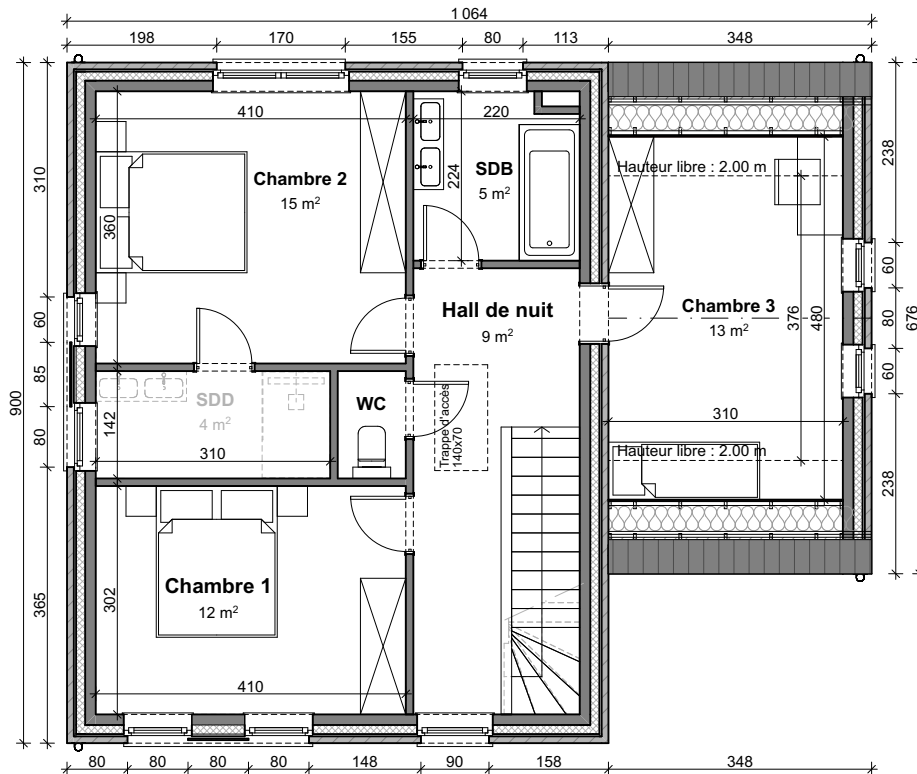 1 064
198 170 155 80 113 348
410 220
Chambre 2
15 m²
SDB
5 m²
224
360
Hauteur libre : 2.00 m
Hall de nuit
9 m²
Chambre 3
13 m²
376
480
310
Hauteur libre : 2.00 m
SDD
4 m²
310
142
WC
Trappe d'accès
140x70
Chambre 1
12 m²
302
410
900
310
60
85
80
365
238
60
80
60
238
676
80 80 80 80 148 90 158 348